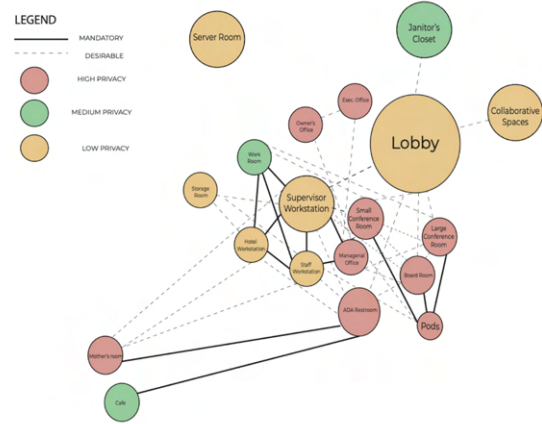 LEGEND
MANDATORY
DESIRABLE
HIGH PRIVACY
MEDIUM PRIVACY
LOW PRIVACY
Server Room
Janitor's
Closet
Collaborative
Spaces
Exec. Office
Owner's
Office
Lobby
Work
Room
Storage
Room
Supervisor
Workstation
Small
Conference
Room
Large
Conference
Room
Hotel
Workstation
Staff
Workstation
Managerial
Office
Board Room
ADA Restroom
Pods
Mother's room
Cafe